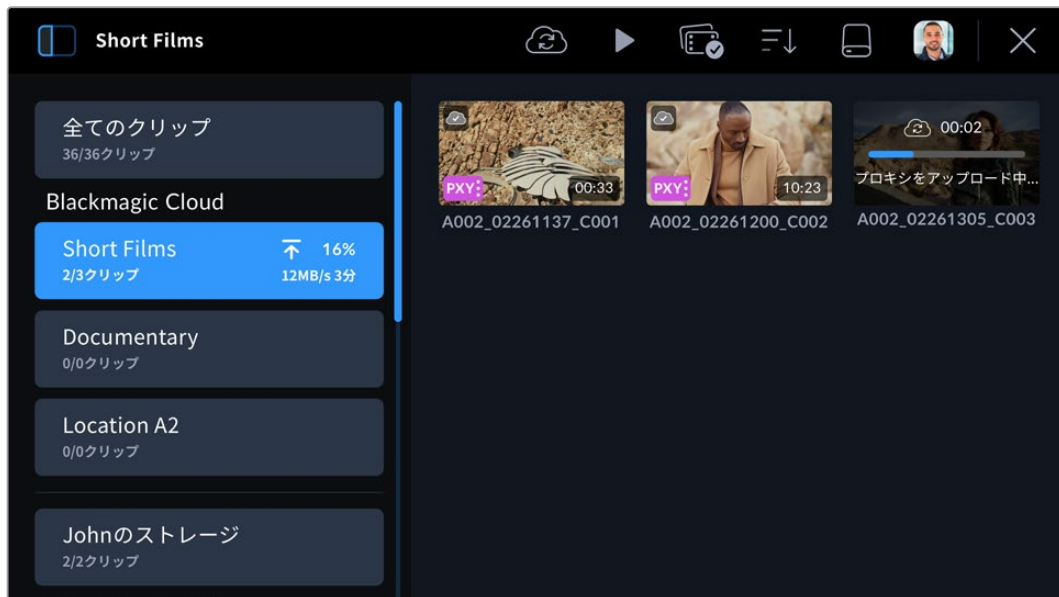 Short Films
全てのクリップ
36/36クリップ
Blackmagic Cloud
Short Films 16%
2/3クリップ 12MB/s 3分
Documentary
0/0クリップ
Location A2
0/0クリップ
Johnのストレージ
2/2クリップ
PXY 00:33
A002_02261137_C001
PXY 10:23
A002_02261200_C002
00:02
プロキシをアップロード中...
A002_02261305_C003